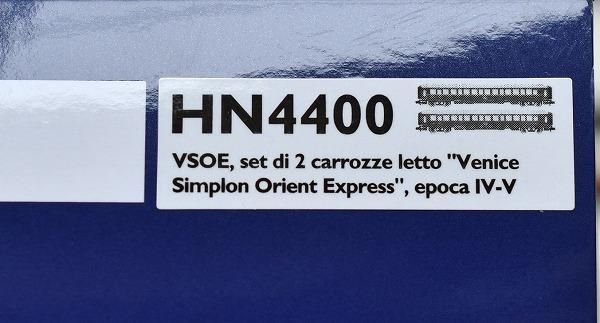 HN4400
VSOE, set di 2 carrozze letto "Venice
Simplon Orient Express", epoca IV-V